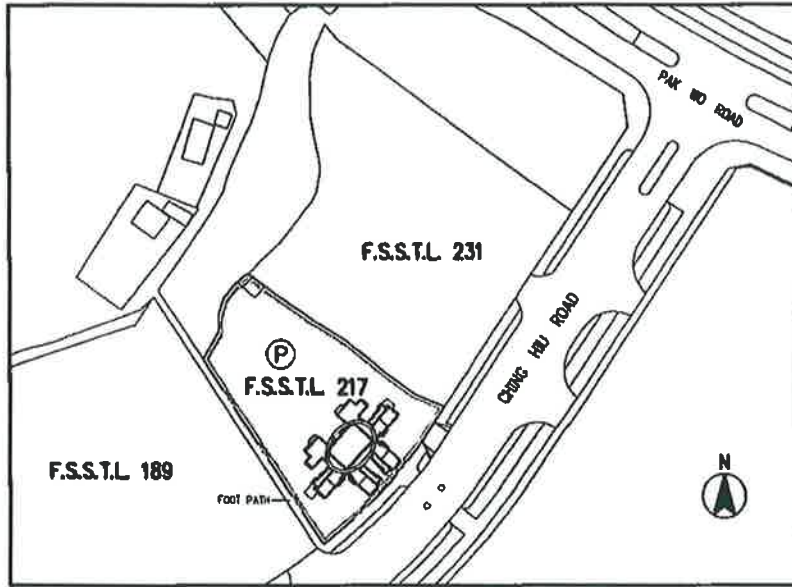 PAK WO ROAD
F.S.S.T.L. 231
CHING HIU ROAD
P
F.S.S.T.L. 217
F.S.S.T.L. 189
FOOT PATH
N